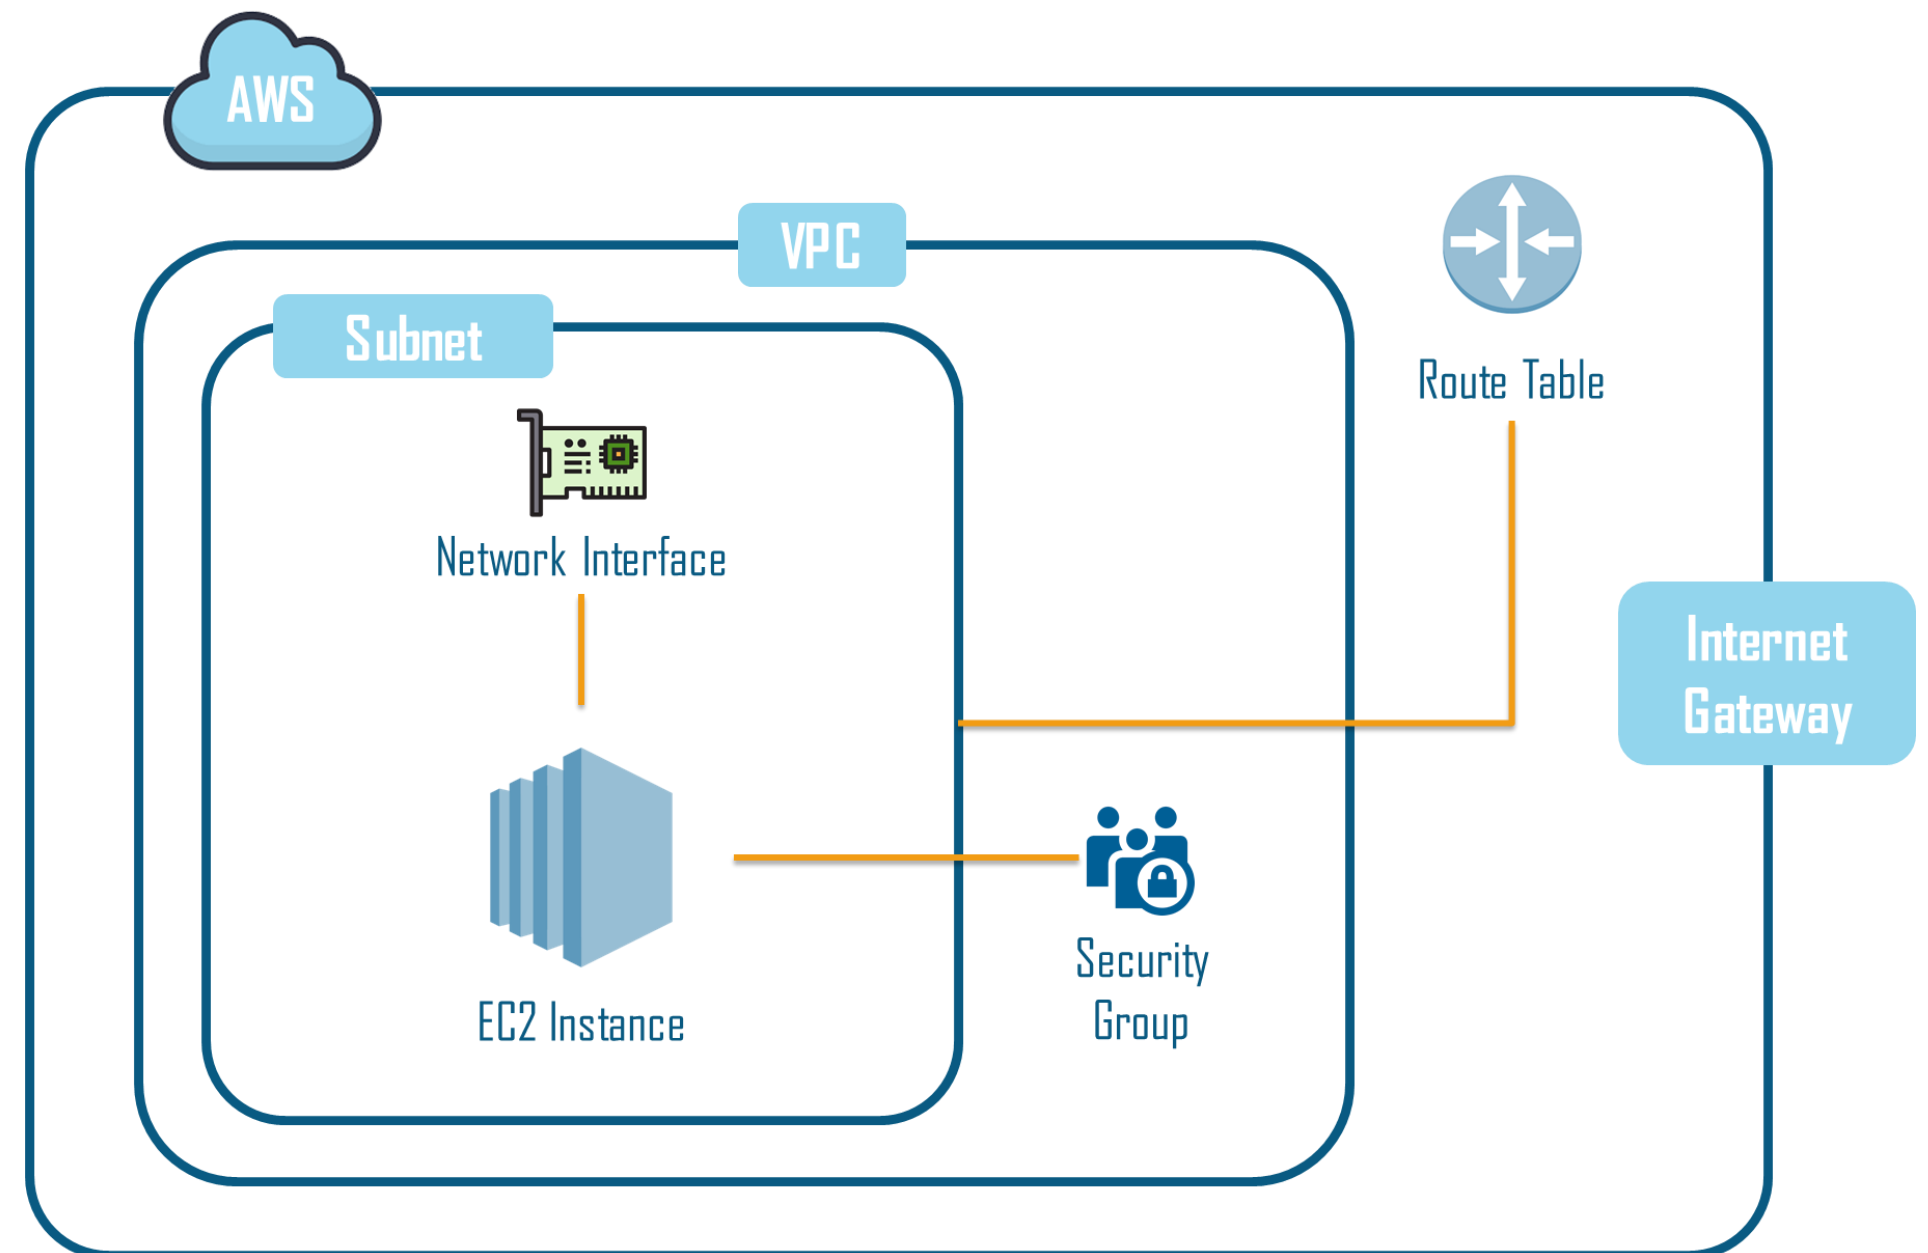 AWS
VPC
Subnet
Route Table
Network Interface
Internet
Gateway
Security
Group
EC2 Instance